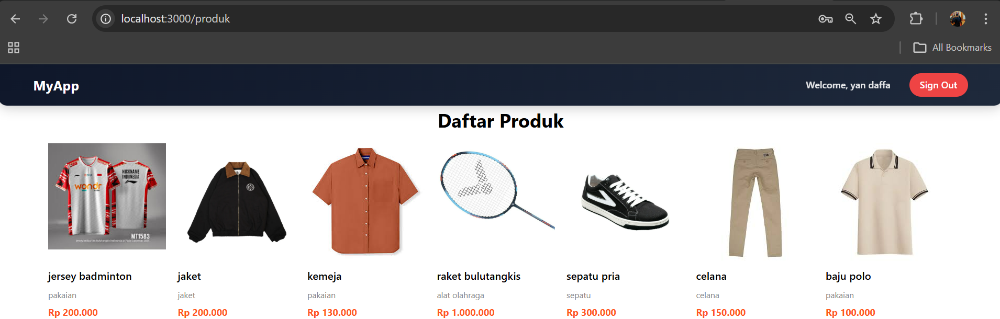 localhost:3000/produk
All Bookmarks
MyApp
Welcome, yan daffa
Sign Out
Daftar Produk
wondr
NICKNAME
INDONESIA
MT1583
jersey badminton
pakaian
Rp 200.000
jaket
jaket
Rp 200.000
kemeja
pakaian
Rp 130.000
raket bulutangkis
alat olahraga
Rp 1.000.000
sepatu pria
sepatu
Rp 300.000
celana
celana
Rp 150.000
baju polo
pakaian
Rp 100.000